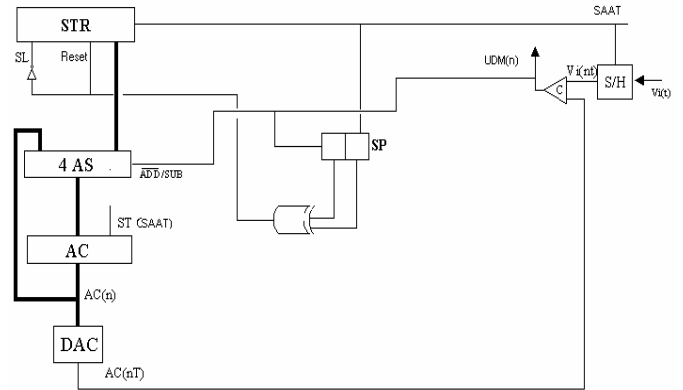 STR
SAAT
SL
Reset
UDM(n)
Vi(nt)
S/H
C
Vi(t)
4 AS
ADD/SUB
SP
ST (SAAT)
AC
AC(n)
DAC
AC(nT)